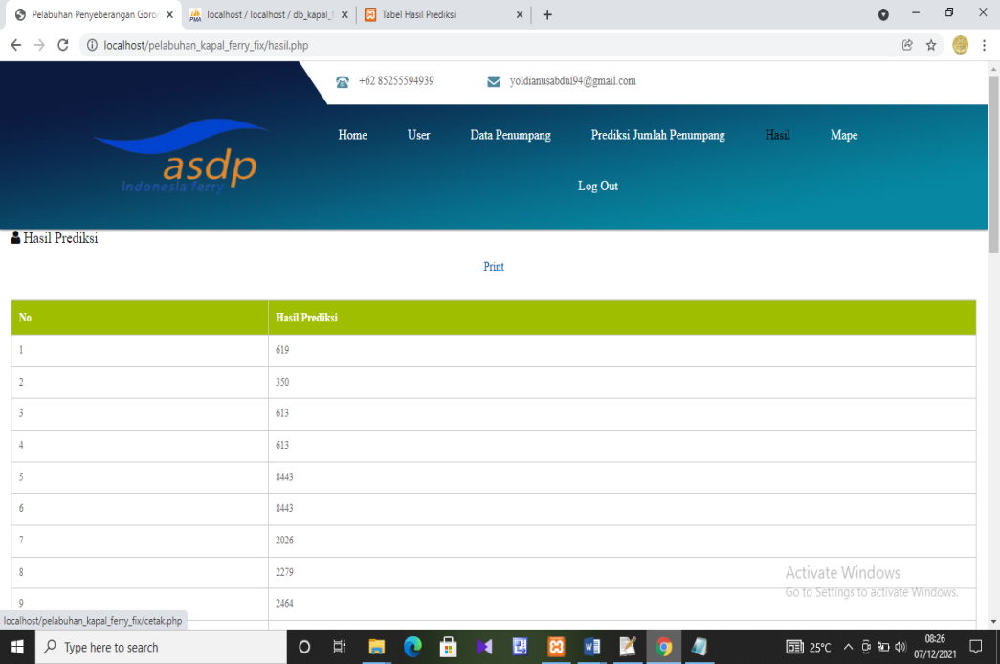 Pelabuhan Penyeberangan Goron
localhost / localhost / db_kapal_f
Tabel Hasil Prediksi
localhost/pelabuhan_kapal_ferry_fix/hasil.php
+62 85255594939
yoldianusabdul94@gmail.com
asdp
Indonesia ferry
Home
User
Data Penumpang
Prediksi Jumlah Penumpang
Hasil
Mape
Log Out
Hasil Prediksi
Print
No Hasil Prediksi
1 619
2 350
3 613
4 613
5 8443
6 8443
7 2026
8 2279
9 2464
Activate Windows
Go to Settings to activate Windows.
localhost/pelabuhan_kapal_ferry_fix/cetak.php
Type here to search
25°C
08:26
07/12/2021